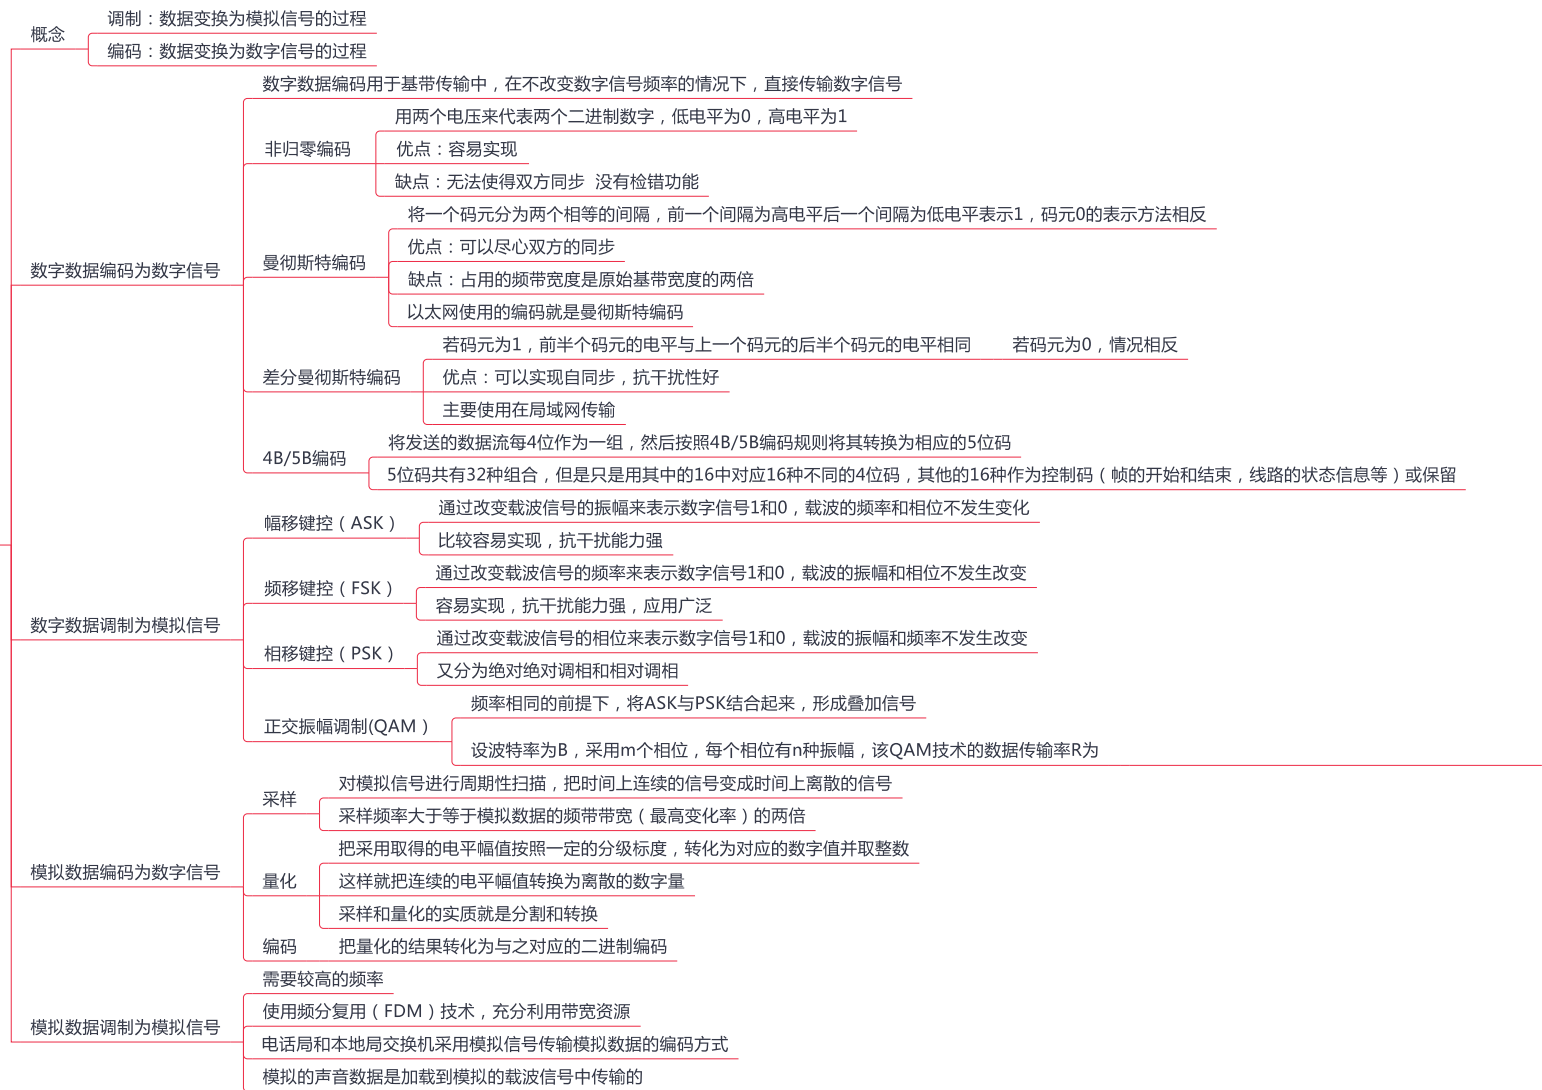 概念
调制：数据变换为模拟信号的过程
编码：数据变换为数字信号的过程
数字数据编码为数字信号
数字数据编码用于基带传输中，在不改变数字信号频率的情况下，直接传输数字信号
非归零编码
用两个电压来代表两个二进制数字，低电平为0，高电平为1
优点：容易实现
缺点：无法使得双方同步 没有检错功能
曼彻斯特编码
将一个码元分为两个相等的间隔，前一个间隔为高电平后一个间隔为低电平表示1，码元0的表示方法相反
优点：可以尽心双方的同步
缺点：占用的频带宽度是原始基带宽度的两倍
以太网使用的编码就是曼彻斯特编码
差分曼彻斯特编码
若码元为1，前半个码元的电平与上一个码元的后半个码元的电平相同 若码元为0，情况相反
优点：可以实现自同步，抗干扰性好
主要使用在局域网传输
4B/5B编码
将发送的数据流每4位作为一组，然后按照4B/5B编码规则将其转换为相应的5位码
5位码共有32种组合，但是只是用其中的16中对应16种不同的4位码，其他的16种作为控制码（帧的开始和结束，线路的状态信息等）或保留
数字数据调制为模拟信号
幅移键控（ASK）
通过改变载波信号的振幅来表示数字信号1和0，载波的频率和相位不发生变化
比较容易实现，抗干扰能力强
频移键控（FSK）
通过改变载波信号的频率来表示数字信号1和0，载波的振幅和相位不发生改变
容易实现，抗干扰能力强，应用广泛
相移键控（PSK）
通过改变载波信号的相位来表示数字信号1和0，载波的振幅和频率不发生改变
又分为绝对绝对调相和相对调相
正交振幅调制(QAM）
频率相同的前提下，将ASK与PSK结合起来，形成叠加信号
设波特率为B，采用m个相位，每个相位有n种振幅，该QAM技术的数据传输率R为
模拟数据编码为数字信号
采样
对模拟信号进行周期性扫描，把时间上连续的信号变成时间上离散的信号
采样频率大于等于模拟数据的频带带宽（最高变化率）的两倍
量化
把采用取得的电平幅值按照一定的分级标度，转化为对应的数字值并取整数
这样就把连续的电平幅值转换为离散的数字量
采样和量化的实质就是分割和转换
编码
把量化的结果转化为与之对应的二进制编码
模拟数据调制为模拟信号
需要较高的频率
使用频分复用（FDM）技术，充分利用带宽资源
电话局和本地局交换机采用模拟信号传输模拟数据的编码方式
模拟的声音数据是加载到模拟的载波信号中传输的